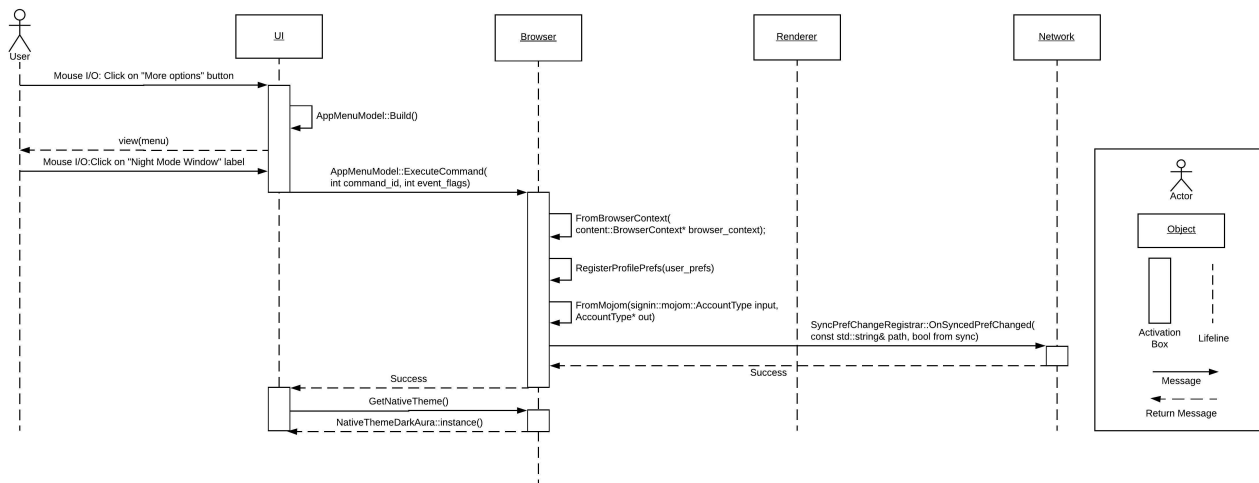 User
UI
Browser
Renderer
Network
Mouse I/O: Click on "More options" button
AppMenuModel::Build()
view(menu)
Mouse I/O:Click on "Night Mode Window" label
AppMenuModel::ExecuteCommand(
int command_id, int event_flags)
FromBrowserContext(
content::BrowserContext* browser_context);
RegisterProfilePrefs(user_prefs)
FromMojom(signin::mojom::AccountType input,
AccountType* out)
SyncPrefChangeRegistrar::OnSyncedPrefChanged(
const std::string& path, bool from sync)
Success
Success
GetNativeTheme()
NativeThemeDarkAura::instance()
Actor
Object
Activation
Box
Lifeline
Message
Return Message